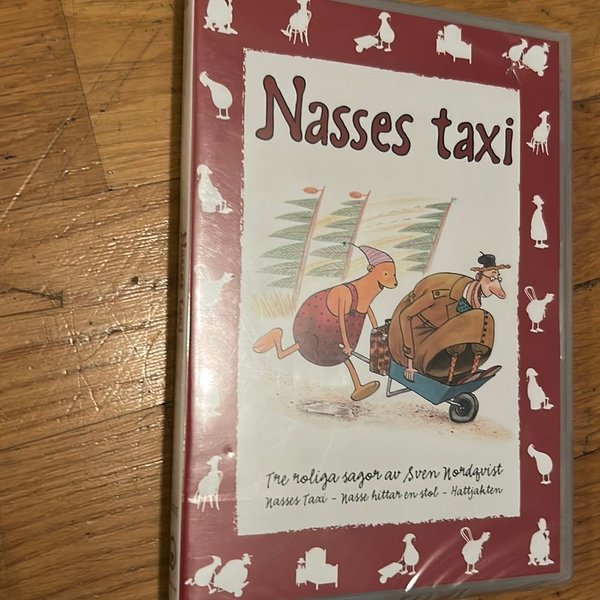 Nasses taxi
Tre roliga sagor av Sven Nordqvist
Nasses Taxi – Nasse hittar en stol – Hattjakten